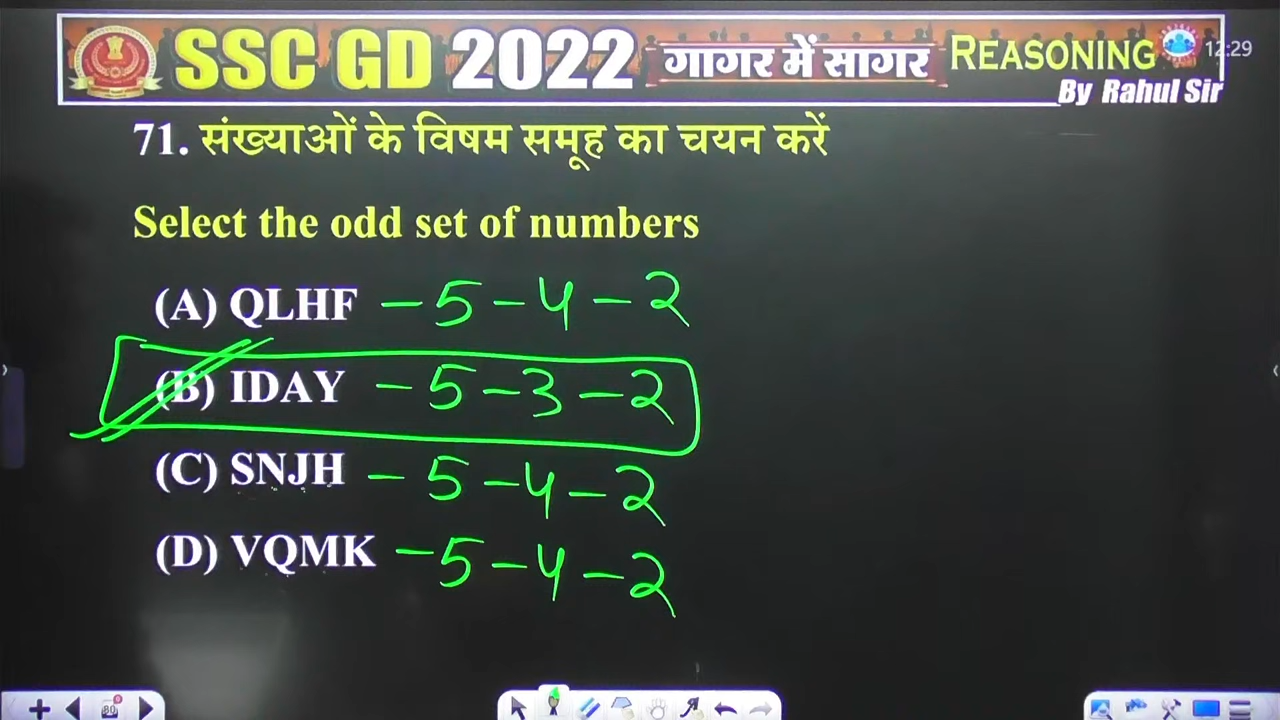 SSC GD 2022 गागर में सागर REASONING 12:29
By Rahul Sir
71. संख्याओं के विषम समूह का चयन करें
Select the odd set of numbers
(A) QLHF -5-4-2
(B) IDAY -5-3-2
(C) SNJH -5-4-2
(D) VQMK -5-4-2
80